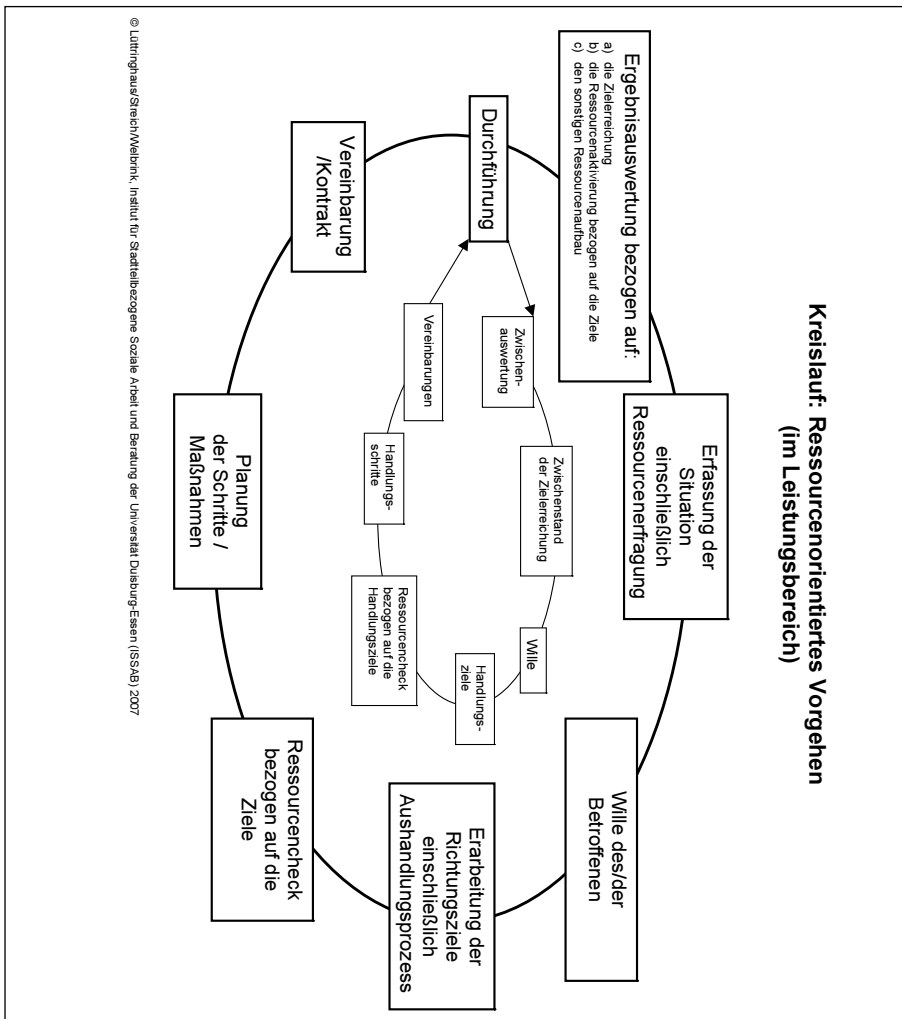 Kreislauf: Ressourcenorientiertes Vorgehen
(im Leistungsbereich)
Ergebnisauswertung bezogen auf:
a) die Zielerreichung
b) die Ressourcenaktivierung bezogen auf die Ziele
c) den sonstigen Ressourcenaufbau
Erfassung der
Situation
einschließlich
Ressourcenerfragung
Wille des/der
Betroffenen
Erarbeitung der
Richtungsziele
einschließlich
Aushandlungsprozess
Ressourcencheck
bezogen auf die
Ziele
Planung
der Schritte /
Maßnahmen
Vereinbarung
/Kontrakt
Durchführung
Zwischen-
auswertung
Zwischenstand
der Zielerreichung
Wille
Handlungs-
ziele
Ressourcencheck
bezogen auf die
Handlungsziele
Handlungs-
schritte
Vereinbarungen
© Lüttringhaus/Streich/Welbrink, Institut für Stadtteilbezogene Soziale Arbeit und Beratung der Universität Duisburg-Essen (ISSAB) 2007